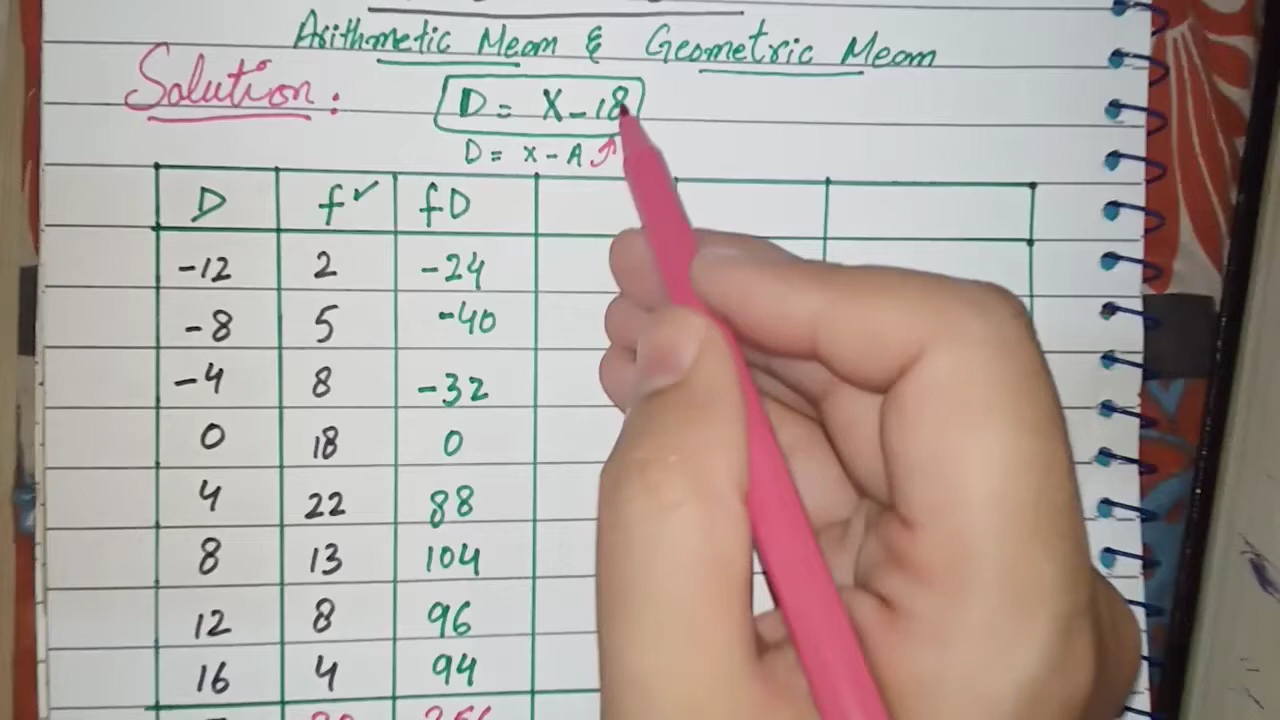 Arithmetic Mean & Geometric Mean
Solution:
D = X - 18
D = x - A
D f ✓ fD
-12 2 -24
-8 5 -40
-4 8 -32
0 18 0
4 22 88
8 13 104
12 8 96
16 4 94